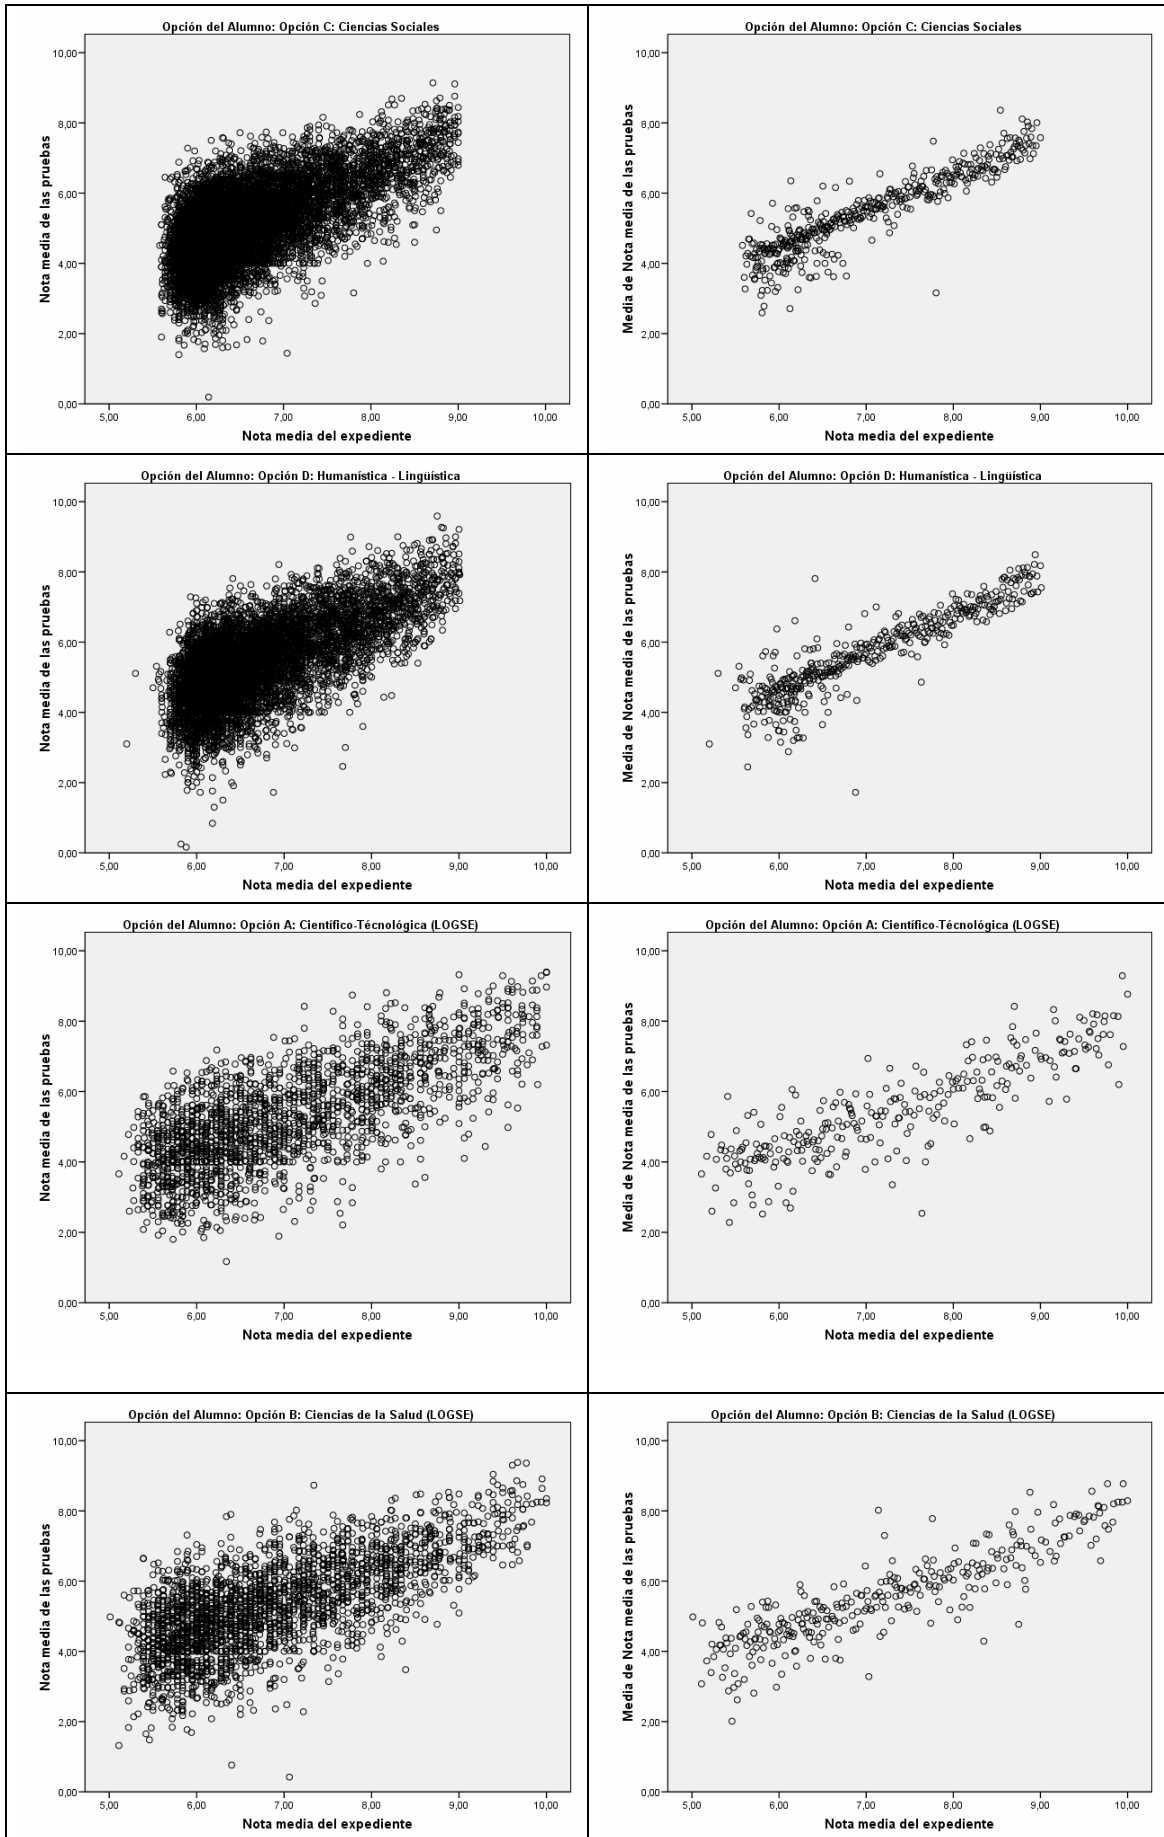 Opción del Alumno: Opción C: Ciencias Sociales
Nota media de las pruebas
10,00
8,00
6,00
4,00
2,00
0,00
5,00 6,00 7,00 8,00 9,00 10,00
Nota media del expediente
Opción del Alumno: Opción C: Ciencias Sociales
Media de Nota media de las pruebas
10,00
8,00
6,00
4,00
2,00
0,00
5,00 6,00 7,00 8,00 9,00 10,00
Nota media del expediente
Opción del Alumno: Opción D: Humanística - Lingüística
Nota media de las pruebas
10,00
8,00
6,00
4,00
2,00
0,00
5,00 6,00 7,00 8,00 9,00 10,00
Nota media del expediente
Opción del Alumno: Opción D: Humanística - Lingüística
Media de Nota media de las pruebas
10,00
8,00
6,00
4,00
2,00
0,00
5,00 6,00 7,00 8,00 9,00 10,00
Nota media del expediente
Opción del Alumno: Opción A: Científico-Técnológica (LOGSE)
Nota media de las pruebas
10,00
8,00
6,00
4,00
2,00
0,00
5,00 6,00 7,00 8,00 9,00 10,00
Nota media del expediente
Opción del Alumno: Opción A: Científico-Técnológica (LOGSE)
Media de Nota media de las pruebas
10,00
8,00
6,00
4,00
2,00
0,00
5,00 6,00 7,00 8,00 9,00 10,00
Nota media del expediente
Opción del Alumno: Opción B: Ciencias de la Salud (LOGSE)
Nota media de las pruebas
10,00
8,00
6,00
4,00
2,00
0,00
5,00 6,00 7,00 8,00 9,00 10,00
Nota media del expediente
Opción del Alumno: Opción B: Ciencias de la Salud (LOGSE)
Media de Nota media de las pruebas
10,00
8,00
6,00
4,00
2,00
0,00
5,00 6,00 7,00 8,00 9,00 10,00
Nota media del expediente